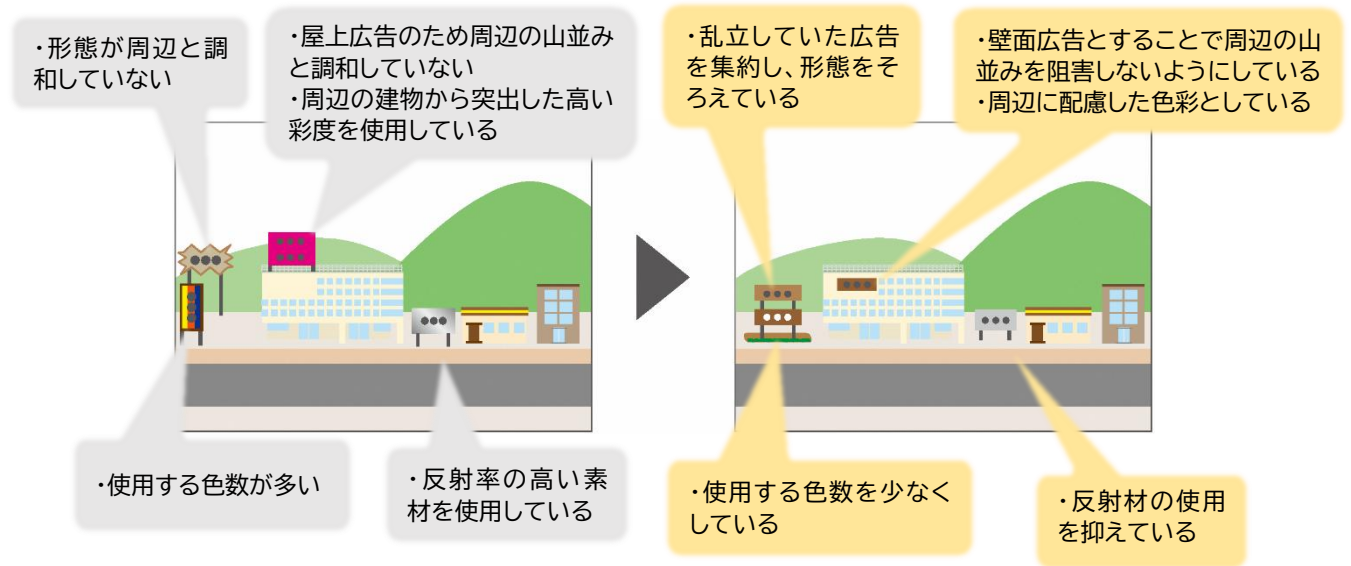 ・形態が周辺と調
和していない
・屋上広告のため周辺の山並み
と調和していない
・周辺の建物から突出した高い
彩度を使用している
・使用する色数が多い
・反射率の高い素
材を使用している
・乱立していた広告
を集約し、形態をそ
ろえている
・壁面広告とすることで周辺の山
並みを阻害しないようにしている
・周辺に配慮した色彩としている
・使用する色数を少なく
している
・反射材の使用
を抑えている